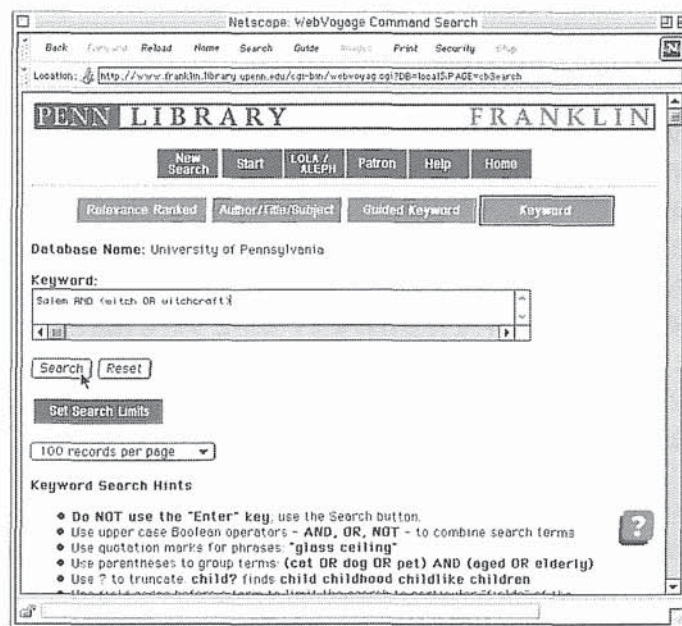 Netscape: WebVoyage Command Search
Back Forward Reload Home Search Guide Images Print Security Stop
Location: http://www.franklin.library.upenn.edu/cgi-bin/webvoyag.cgi?DB=local&PAGE=cbSearch
PENN LIBRARY FRANKLIN
New Search Start LOLA / ALEPH Patron Help Home
Relevance Ranked Author/Title/Subject Guided Keyword Keyword
Database Name: University of Pennsylvania
Keyword:
Salem AND (witch OR witchcraft)
Search Reset
Set Search Limits
100 records per page
Keyword Search Hints
Do NOT use the "Enter" key, use the Search button.
Use upper case Boolean operators - AND, OR, NOT - to combine search terms
Use quotation marks for phrases: "glass ceiling"
Use parentheses to group terms: (cat OR dog OR pet) AND (aged OR elderly)
Use ? to truncate. child? finds child childhood childlike children
?